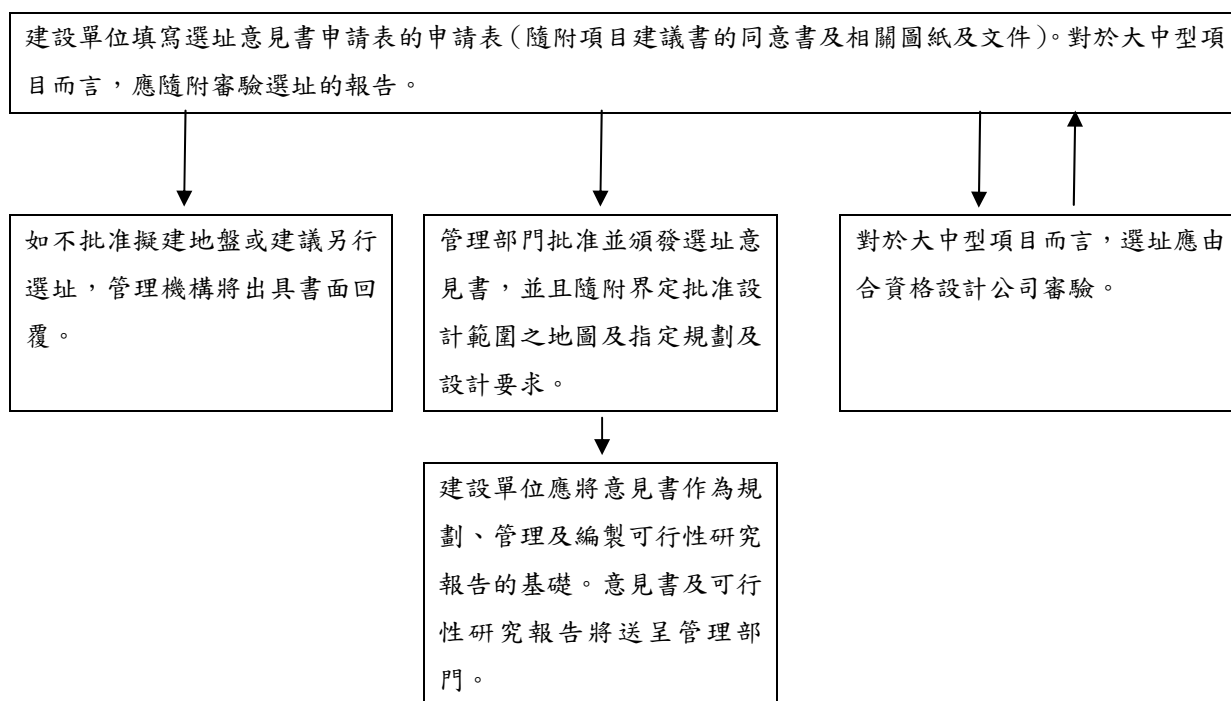 建設單位填寫選址意見書申請表的申請表（隨附項目建議書的同意書及相關圖紙及文件）。對於大中型項
目而言，應隨附審驗選址的報告。
如不批准擬建地盤或建議另行
選址，管理機構將出具書面回
覆。
管理部門批准並頒發選址意
見書，並且隨附界定批准設
計範圍之地圖及指定規劃及
設計要求。
對於大中型項目而言，選址應由
合資格設計公司審驗。
建設單位應將意見書作為規
劃、管理及編製可行性研究
報告的基礎。意見書及可行
性研究報告將送呈管理部
門。